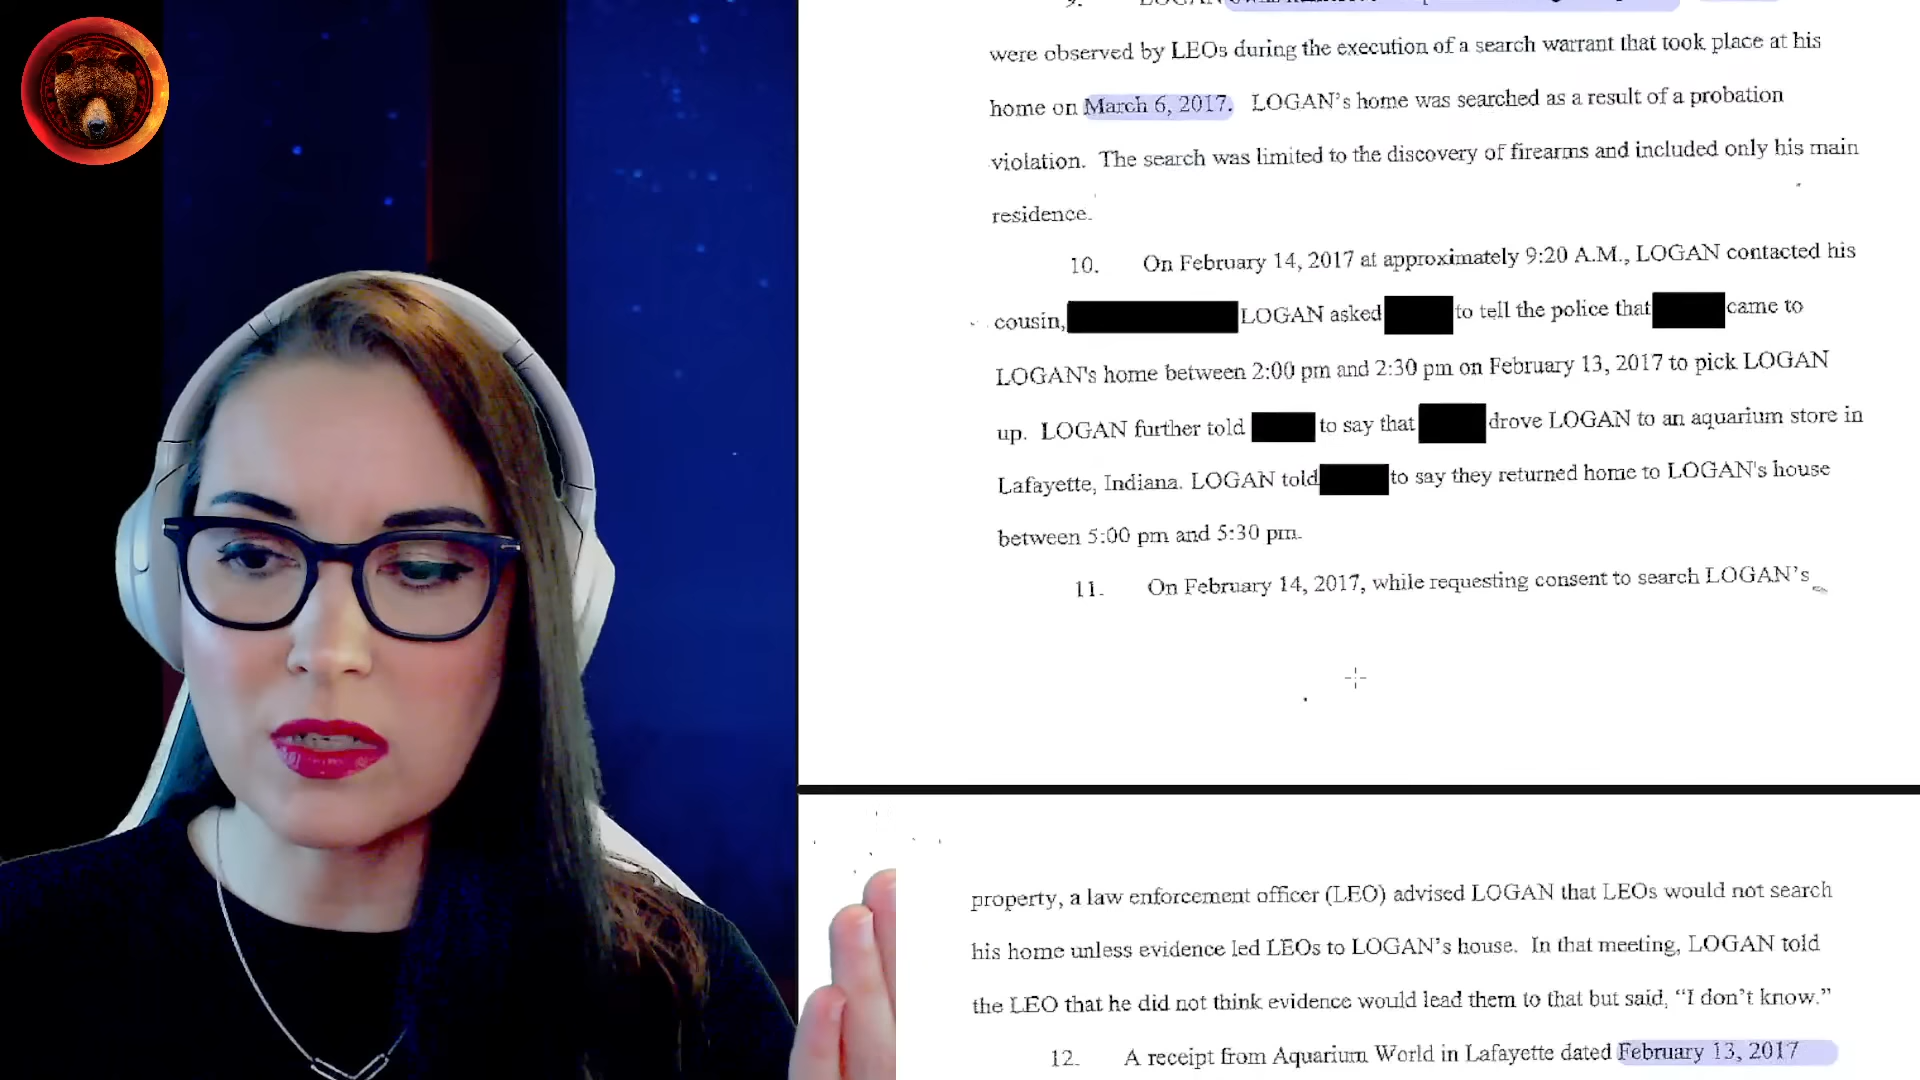 9. LOGAN
were observed by LEOs during the execution of a search warrant that took place at his
home on March 6, 2017. LOGAN's home was searched as a result of a probation
violation. The search was limited to the discovery of firearms and included only his main
residence.
10. On February 14, 2017 at approximately 9:20 A.M., LOGAN contacted his
cousin, LOGAN asked to tell the police that came to
LOGAN's home between 2:00 pm and 2:30 pm on February 13, 2017 to pick LOGAN
up. LOGAN further told to say that drove LOGAN to an aquarium store in
Lafayette, Indiana. LOGAN told to say they returned home to LOGAN's house
between 5:00 pm and 5:30 pm.
11. On February 14, 2017, while requesting consent to search LOGAN's
property, a law enforcement officer (LEO) advised LOGAN that LEOs would not search
his home unless evidence led LEOs to LOGAN's house. In that meeting, LOGAN told
the LEO that he did not think evidence would lead them to that but said, “I don't know.”
12. A receipt from Aquarium World in Lafayette dated February 13, 2017